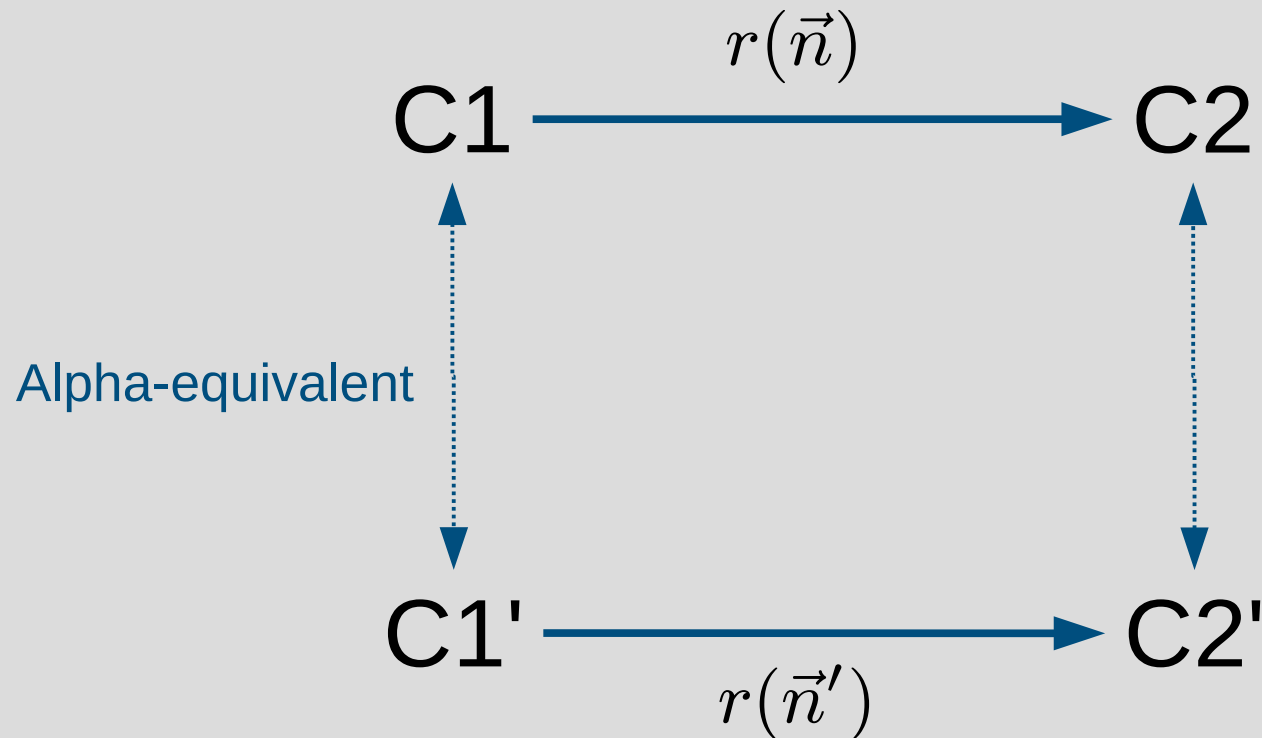 r(n⃗)
C1
C2
Alpha-equivalent
C1'
C2'
r(n⃗′)